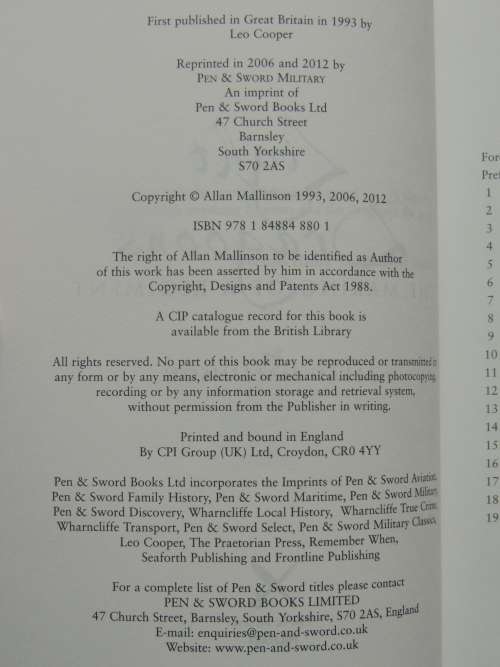 First published in Great Britain in 1993 by
Leo Cooper
Reprinted in 2006 and 2012 by
PEN & SWORD MILITARY
An imprint of
Pen & Sword Books Ltd
47 Church Street
Barnsley
South Yorkshire
S70 2AS
Copyright © Allan Mallinson 1993, 2006, 2012
ISBN 978 1 84884 880 1
The right of Allan Mallinson to be identified as Author
of this work has been asserted by him in accordance with the
Copyright, Designs and Patents Act 1988.
A CIP catalogue record for this book is
available from the British Library
All rights reserved. No part of this book may be reproduced or transmitted in
any form or by any means, electronic or mechanical including photocopying,
recording or by any information storage and retrieval system,
without permission from the Publisher in writing.
Printed and bound in England
By CPI Group (UK) Ltd, Croydon, CR0 4YY
Pen & Sword Books Ltd incorporates the Imprints of Pen & Sword Aviation,
Pen & Sword Family History, Pen & Sword Maritime, Pen & Sword Military,
Pen & Sword Discovery, Wharncliffe Local History, Wharncliffe True Crime,
Wharncliffe Transport, Pen & Sword Select, Pen & Sword Military Classics,
Leo Cooper, The Praetorian Press, Remember When,
Seaforth Publishing and Frontline Publishing
For a complete list of Pen & Sword titles please contact
PEN & SWORD BOOKS LIMITED
47 Church Street, Barnsley, South Yorkshire, S70 2AS, England
E-mail: enquiries@pen-and-sword.co.uk
Website: www.pen-and-sword.co.uk
For
Pref
1
2
3
4
5
6
7
8
9
10
11
12
13
14
15
16
17
18
19